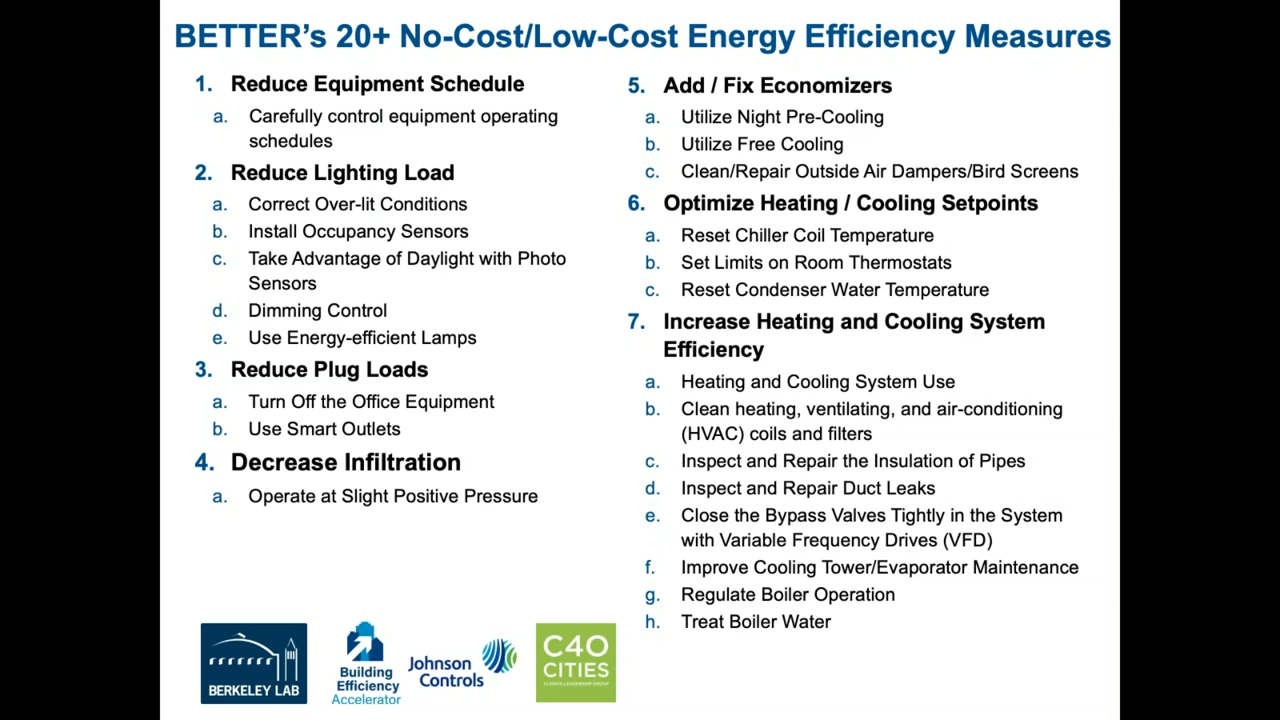 BETTER's 20+ No-Cost/Low-Cost Energy Efficiency Measures
1. Reduce Equipment Schedule
a. Carefully control equipment operating
schedules
2. Reduce Lighting Load
a. Correct Over-lit Conditions
b. Install Occupancy Sensors
c. Take Advantage of Daylight with Photo
Sensors
d. Dimming Control
e. Use Energy-efficient Lamps
3. Reduce Plug Loads
a. Turn Off the Office Equipment
b. Use Smart Outlets
4. Decrease Infiltration
a. Operate at Slight Positive Pressure
5. Add / Fix Economizers
a. Utilize Night Pre-Cooling
b. Utilize Free Cooling
c. Clean/Repair Outside Air Dampers/Bird Screens
6. Optimize Heating / Cooling Setpoints
a. Reset Chiller Coil Temperature
b. Set Limits on Room Thermostats
c. Reset Condenser Water Temperature
7. Increase Heating and Cooling System
Efficiency
a. Heating and Cooling System Use
b. Clean heating, ventilating, and air-conditioning
(HVAC) coils and filters
c. Inspect and Repair the Insulation of Pipes
d. Inspect and Repair Duct Leaks
e. Close the Bypass Valves Tightly in the System
with Variable Frequency Drives (VFD)
f. Improve Cooling Tower/Evaporator Maintenance
g. Regulate Boiler Operation
h. Treat Boiler Water
BERKELEY LAB
Building
Efficiency
Accelerator
Johnson
Controls
C40
CITIES
CLIMATE LEADERSHIP GROUP